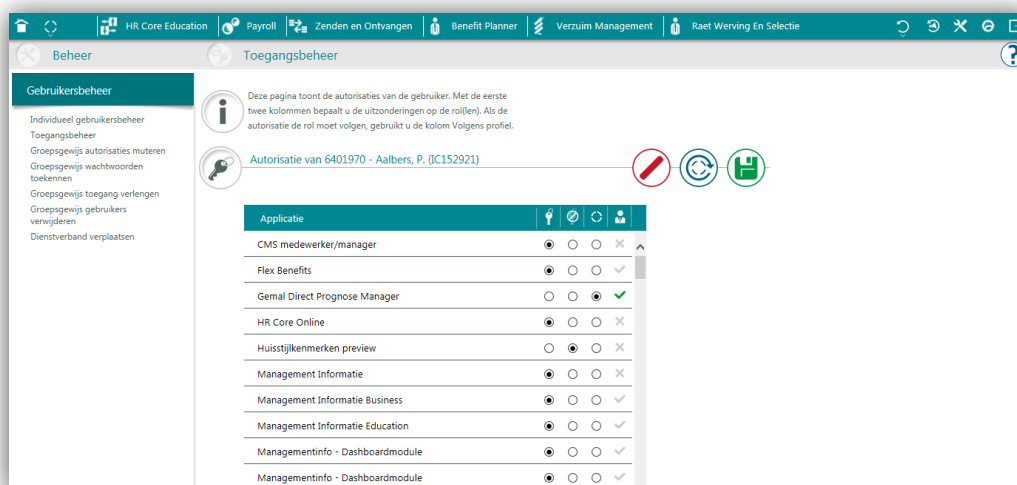 HR Core Education
Payroll
Zenden en Ontvangen
Benefit Planner
Verzuim Management
Raet Werving En Selectie
Beheer
Toegangsbeheer
?
Gebruikersbeheer
Individueel gebruikersbeheer
Toegangsbeheer
Groepsgewijs autorisaties muteren
Groepsgewijs wachtwoorden
toekennen
Groepsgewijs toegang verlengen
Groepsgewijs gebruikers
verwijderen
Dienstverband verplaatsen
Deze pagina toont de autorisaties van de gebruiker. Met de eerste
twee kolommen bepaalt u de uitzonderingen op de rol(len). Als de
autorisatie de rol moet volgen, gebruikt u de kolom Volgens profiel.
Autorisatie van 6401970 - Aalbers, P. (IC152921)
Applicatie
CMS medewerker/manager
Flex Benefits
Gemal Direct Prognose Manager
HR Core Online
Huisstijlkenmerken preview
Management Informatie
Management Informatie Business
Management Informatie Education
Managementinfo - Dashboardmodule
Managementinfo - Dashboardmodule